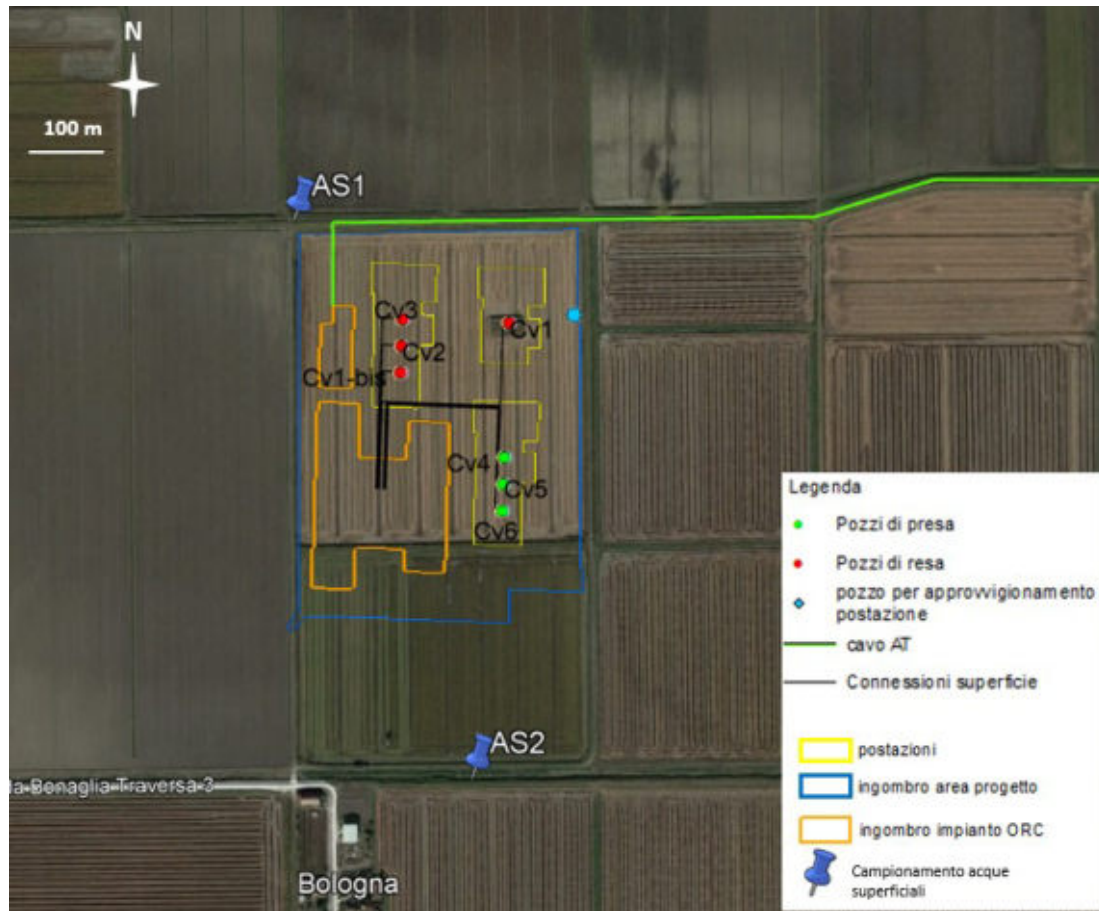 N
100 m
AS1
Cv3
Cv1
Cv2
Cv1-bis
Cv4
Cv5
Cv6
AS2
la Bonaglia Traversa 3
Bologna
Legenda
Pozzi di presa
Pozzi di resa
pozzo per approvvigionamento
postazione
cavo AT
Connessioni superficie
postazioni
ingombro area progetto
ingombro impianto ORC
Campionamento acque
superficiali